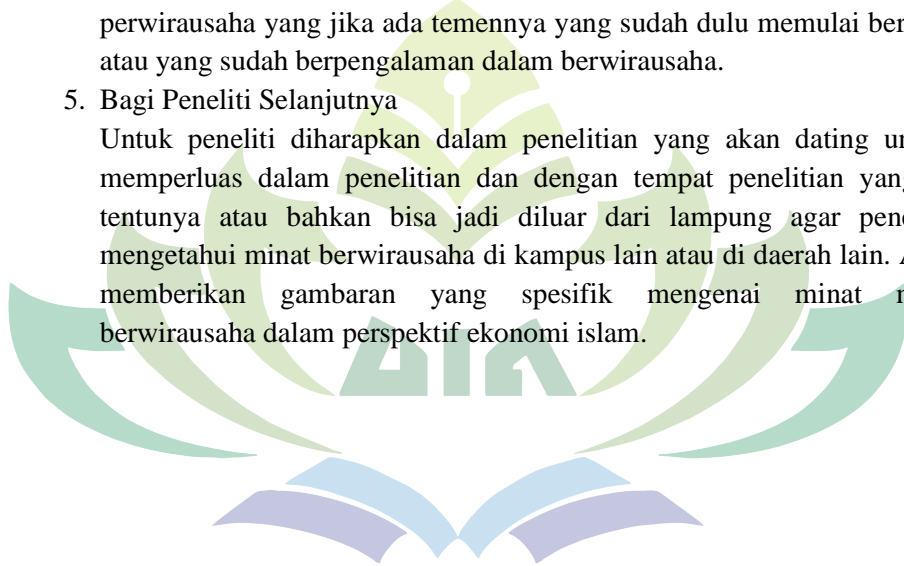 perwirausaha yang jika ada temennya yang sudah dulu memulai ber
atau yang sudah berpengalaman dalam berwirausaha.
5. Bagi Peneliti Selanjutnya
Untuk peneliti diharapkan dalam penelitian yang akan dating un
memperluas dalam penelitian dan dengan tempat penelitian yang
tentunya atau bahkan bisa jadi diluar dari lampung agar pene
mengetahui minat berwirausaha di kampus lain atau di daerah lain.
memberikan gambaran yang spesifik mengenai minat
berwirausaha dalam perspektif ekonomi islam.